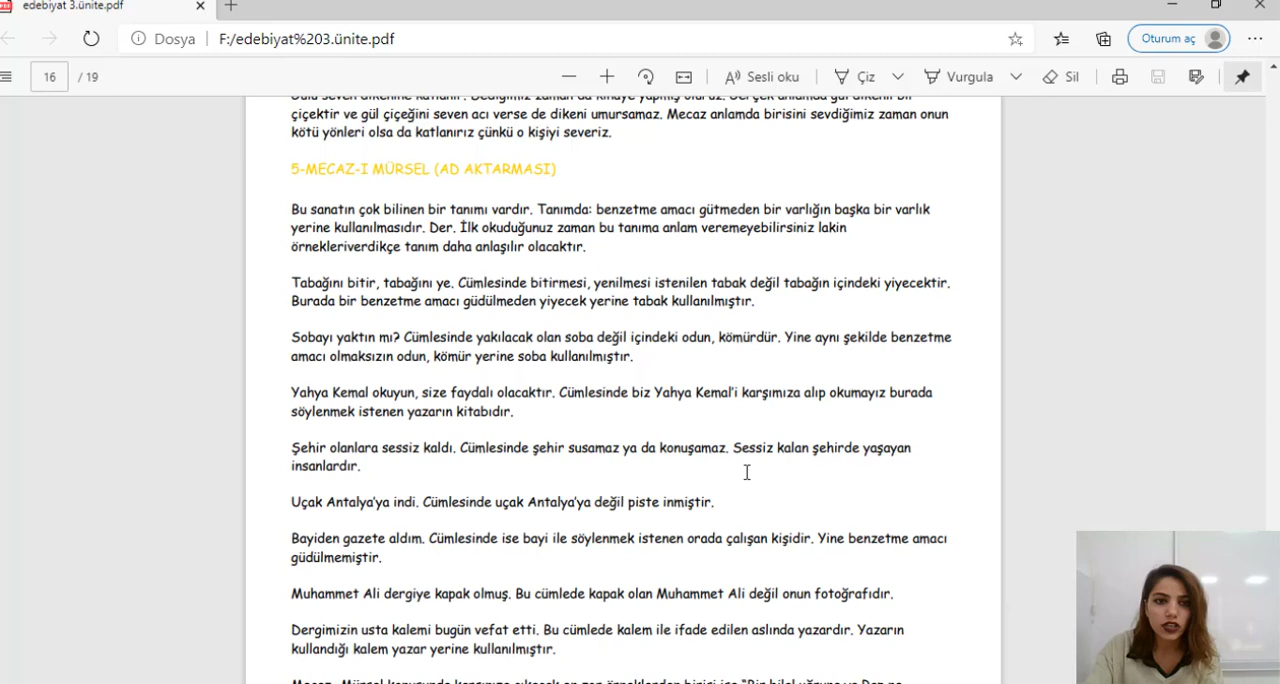 edebiyat 3.ünite.pdf
Dosya F:/edebiyat%203.ünite.pdf Oturum aç
16 / 19 Sesli oku Çiz Vurgula Sil
çiçektir ve gül çiçeğini seven acı verse de dikeni umursamaz. Mecaz anlamda birisini sevdiğimiz zaman onun
kötü yönleri olsa da katlanırız çünkü o kişiyi severiz.
5-MECAZ-I MÜRSEL (AD AKTARMASI)
Bu sanatın çok bilinen bir tanımı vardır. Tanımda: benzetme amacı gütmeden bir varlığın başka bir varlık
yerine kullanılmasıdır. Der. İlk okuduğunuz zaman bu tanıma anlam veremeyebilirsiniz lakin
örnekleriverdikçe tanım daha anlaşılır olacaktır.
Tabağını bitir, tabağını ye. Cümlesinde bitirmesi, yenilmesi istenilen tabak değil tabağın içindeki yiyecektir.
Burada bir benzetme amacı güdülmeden yiyecek yerine tabak kullanılmıştır.
Sobayı yaktın mı? Cümlesinde yakılacak olan soba değil içindeki odun, kömürdür. Yine aynı şekilde benzetme
amacı olmaksızın odun, kömür yerine soba kullanılmıştır.
Yahya Kemal okuyun, size faydalı olacaktır. Cümlesinde biz Yahya Kemal'i karşımıza alıp okumayız burada
söylenmek istenen yazarın kitabıdır.
Şehir olanlara sessiz kaldı. Cümlesinde şehir susamaz ya da konuşamaz. Sessiz kalan şehirde yaşayan
insanlardır.
Uçak Antalya'ya indi. Cümlesinde uçak Antalya'ya değil piste inmiştir.
Bayiden gazete aldım. Cümlesinde ise bayi ile söylenmek istenen orada çalışan kişidir. Yine benzetme amacı
güdülmemiştir.
Muhammet Ali dergiye kapak olmuş. Bu cümlede kapak olan Muhammet Ali değil onun fotoğrafıdır.
Dergimizin usta kalemi bugün vefat etti. Bu cümlede kalem ile ifade edilen aslında yazardır. Yazarın
kullandığı kalem yazar yerine kullanılmıştır.